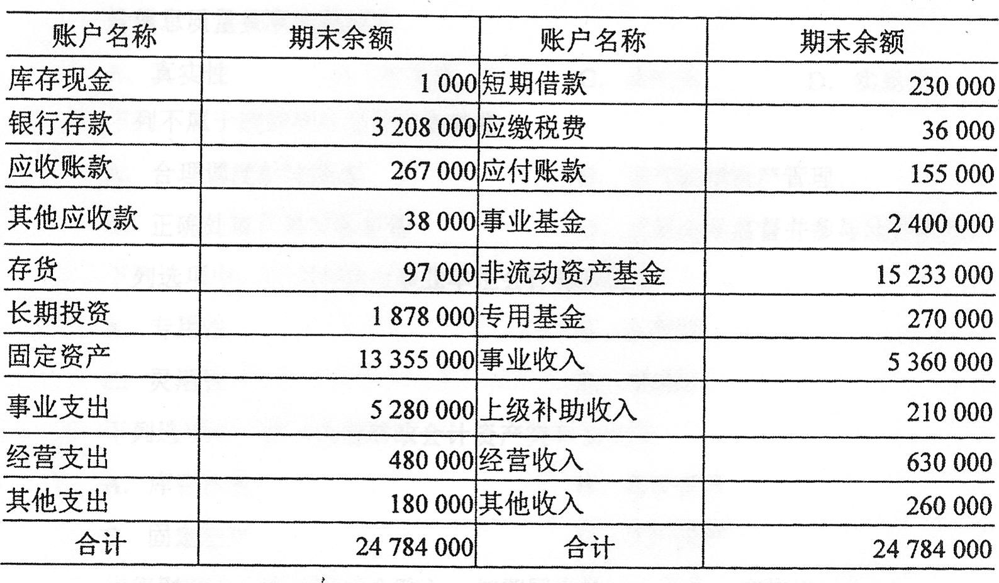 账户名称 期末余额 账户名称 期末余额
库存现金 1 000 短期借款 230 000
银行存款 3 208 000 应缴税费 36 000
应收账款 267 000 应付账款 155 000
其他应收款 38 000 事业基金 2 400 000
存货 97 000 非流动资产基金 15 233 000
长期投资 1 878 000 专用基金 270 000
固定资产 13 355 000 事业收入 5 360 000
事业支出 5 280 000 上级补助收入 210 000
经营支出 480 000 经营收入 630 000
其他支出 180 000 其他收入 260 000
合计 24 784 000 合计 24 784 000